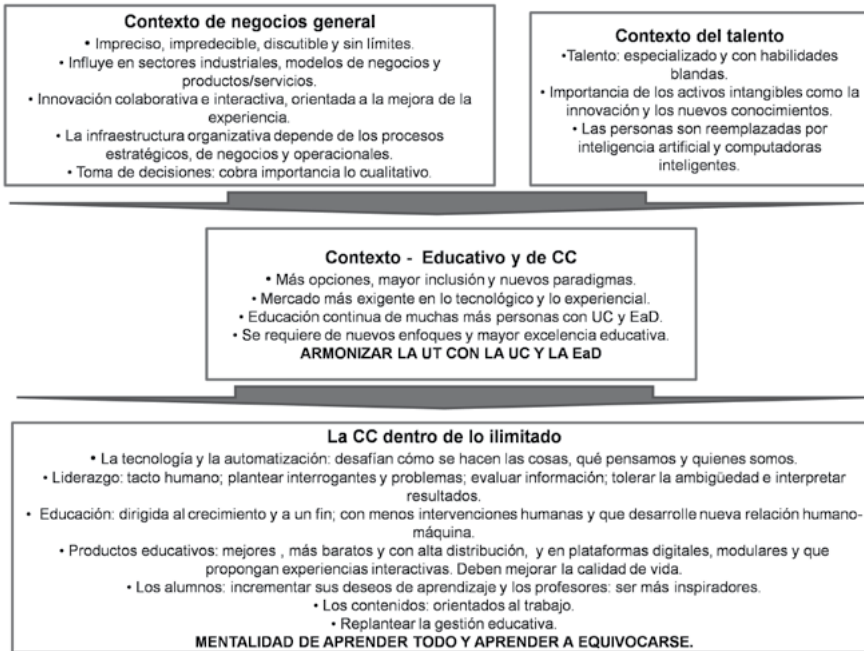 Contexto de negocios general
• Impreciso, impredecible, discutible y sin límites.
• Influye en sectores industriales, modelos de negocios y
productos/servicios.
• Innovación colaborativa e interactiva, orientada a la mejora de la
experiencia.
• La infraestructura organizativa depende de los procesos
estratégicos, de negocios y operacionales.
• Toma de decisiones: cobra importancia lo cualitativo.
Contexto del talento
•Talento: especializado y con habilidades
blandas.
• Importancia de los activos intangibles como la
innovación y los nuevos conocimientos.
• Las personas son reemplazadas por
inteligencia artificial y computadoras
inteligentes.
Contexto - Educativo y de CC
• Más opciones, mayor inclusión y nuevos paradigmas.
• Mercado más exigente en lo tecnológico y lo experiencial.
• Educación continua de muchas más personas con UC y EaD.
• Se requiere de nuevos enfoques y mayor excelencia educativa.
ARMONIZAR LA UT CON LA UC Y LA EaD
La CC dentro de lo ilimitado
• La tecnología y la automatización: desafían cómo se hacen las cosas, qué pensamos y quienes somos.
• Liderazgo: tacto humano; plantear interrogantes y problemas; evaluar información; tolerar la ambigüedad e interpretar
resultados.
• Educación: dirigida al crecimiento y a un fin; con menos intervenciones humanas y que desarrolle nueva relación humano-
máquina.
• Productos educativos: mejores , más baratos y con alta distribución, y en plataformas digitales, modulares y que
propongan experiencias interactivas. Deben mejorar la calidad de vida.
• Los alumnos: incrementar sus deseos de aprendizaje y los profesores: ser más inspiradores.
• Los contenidos: orientados al trabajo.
• Replantear la gestión educativa.
MENTALIDAD DE APRENDER TODO Y APRENDER A EQUIVOCARSE.